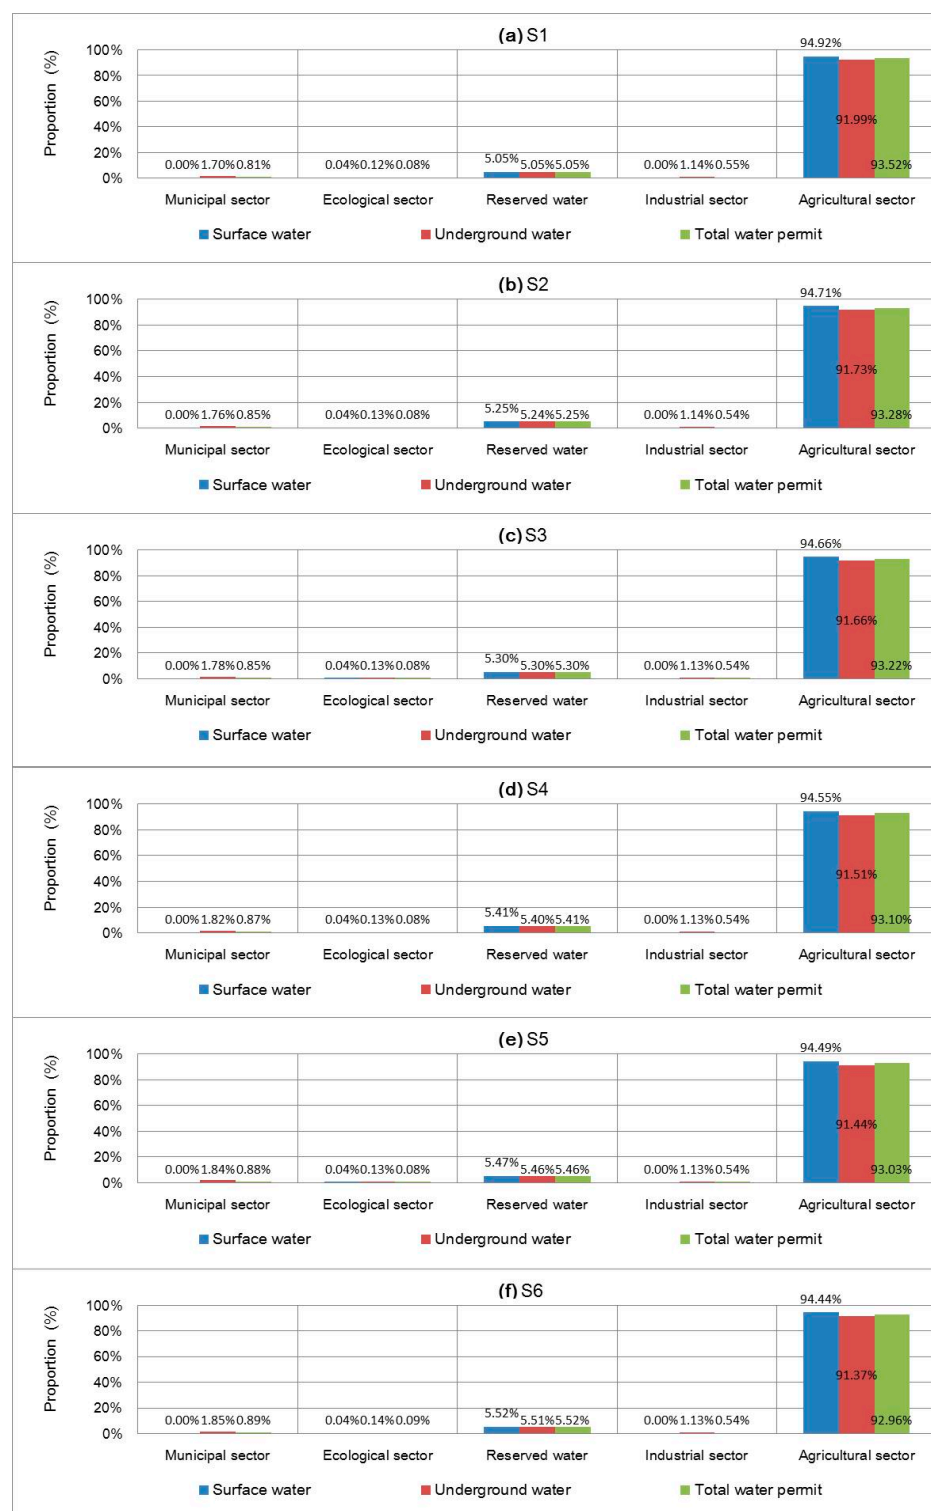 (a) S1
Proportion (%)
100%
80%
60%
40%
20%
0%
94.92%
91.99%
0.00% 1.70% 0.81% 0.04% 0.12% 0.08% 5.05% 5.05% 5.05% 0.00% 1.14% 0.55% 93.52%
Municipal sector Ecological sector Reserved water Industrial sector Agricultural sector
Surface water Underground water Total water permit
(b) S2
Proportion (%)
100%
80%
60%
40%
20%
0%
94.71%
91.73%
0.00% 1.76% 0.85% 0.04% 0.13% 0.08% 5.25% 5.24% 5.25% 0.00% 1.14% 0.54% 93.28%
Municipal sector Ecological sector Reserved water Industrial sector Agricultural sector
Surface water Underground water Total water permit
(c) S3
Proportion (%)
100%
80%
60%
40%
20%
0%
94.66%
91.66%
0.00% 1.78% 0.85% 0.04% 0.13% 0.08% 5.30% 5.30% 5.30% 0.00% 1.13% 0.54% 93.22%
Municipal sector Ecological sector Reserved water Industrial sector Agricultural sector
Surface water Underground water Total water permit
(d) S4
Proportion (%)
100%
80%
60%
40%
20%
0%
94.55%
91.51%
0.00% 1.82% 0.87% 0.04% 0.13% 0.08% 5.41% 5.40% 5.41% 0.00% 1.13% 0.54% 93.10%
Municipal sector Ecological sector Reserved water Industrial sector Agricultural sector
Surface water Underground water Total water permit
(e) S5
Proportion (%)
100%
80%
60%
40%
20%
0%
94.49%
91.44%
0.00% 1.84% 0.88% 0.04% 0.13% 0.08% 5.47% 5.46% 5.46% 0.00% 1.13% 0.54% 93.03%
Municipal sector Ecological sector Reserved water Industrial sector Agricultural sector
Surface water Underground water Total water permit
(f) S6
Proportion (%)
100%
80%
60%
40%
20%
0%
94.44%
91.37%
0.00% 1.85% 0.89% 0.04% 0.14% 0.09% 5.52% 5.51% 5.52% 0.00% 1.13% 0.54% 92.96%
Municipal sector Ecological sector Reserved water Industrial sector Agricultural sector
Surface water Underground water Total water permit